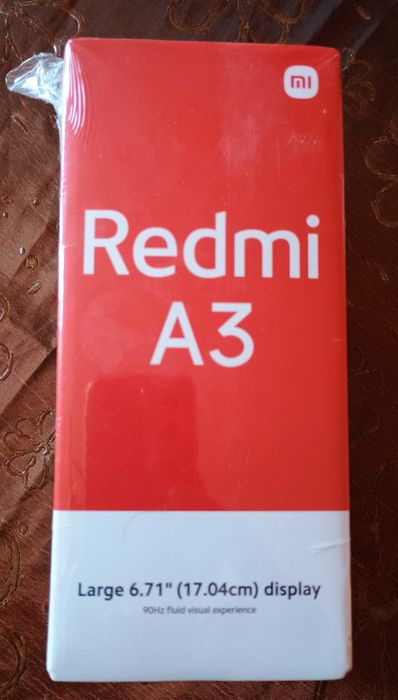 mi
Redmi
A3
Large 6.71" (17.04cm) display
90Hz fluid visual experience